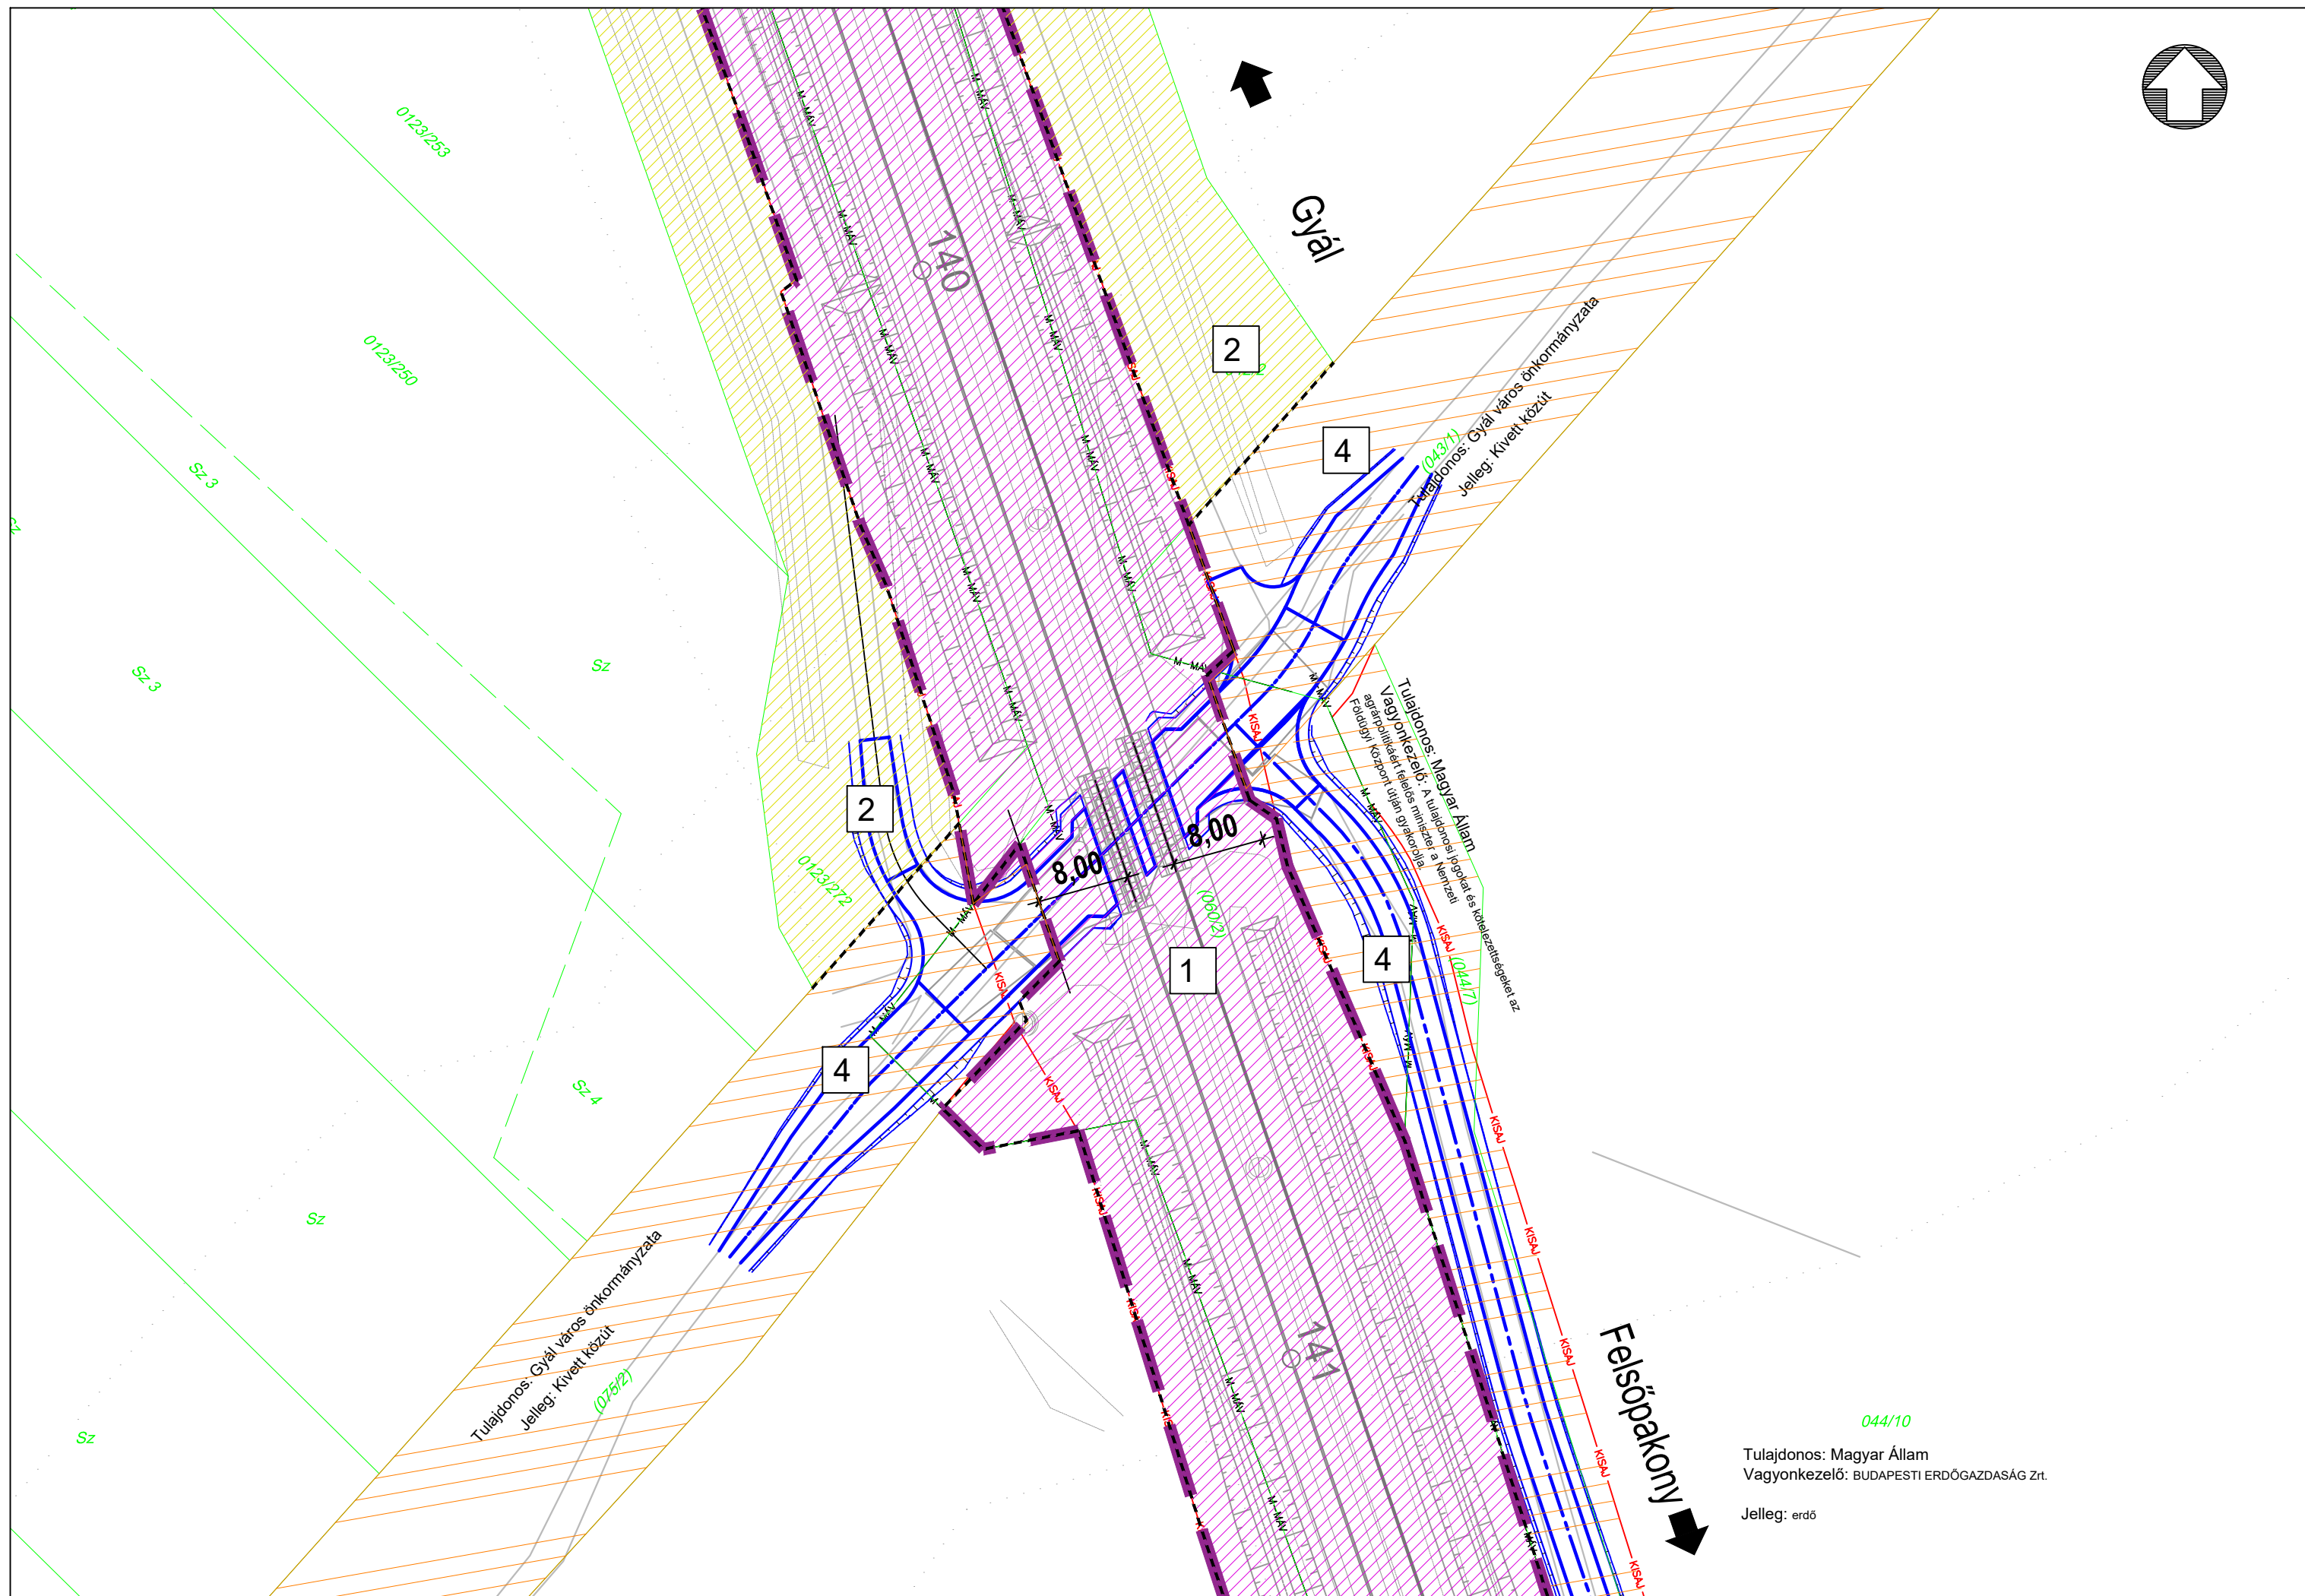 0123/253
Gyál
140
0123/250
2
Tulajdonos: Gyál város önkormányzata
Jelleg: Kivett közút
(043/1)
4
Sz 3
Sz
Sz 3
Sz
Tulajdonos: Magyar Állam
Vagyonkezelő: A tulajdonosi jogokat és kötelezettségeket az
agrárpolitikáért felelős miniszter a Nemzeti
Földügyi Központ útján gyakorolja.
M-MÁV
KISAJ
2
8,00
8,00
0123/272
(060/2)
1
4
(044/7)
4
Sz 4
Sz
Tulajdonos: Gyál város önkormányzata
Jelleg: Kivett közút
(075/2)
141
Sz
Felsőpakony
044/10
Tulajdonos: Magyar Állam
Vagyonkezelő: BUDAPESTI ERDŐGAZDASÁG Zrt.
Jelleg: erdő